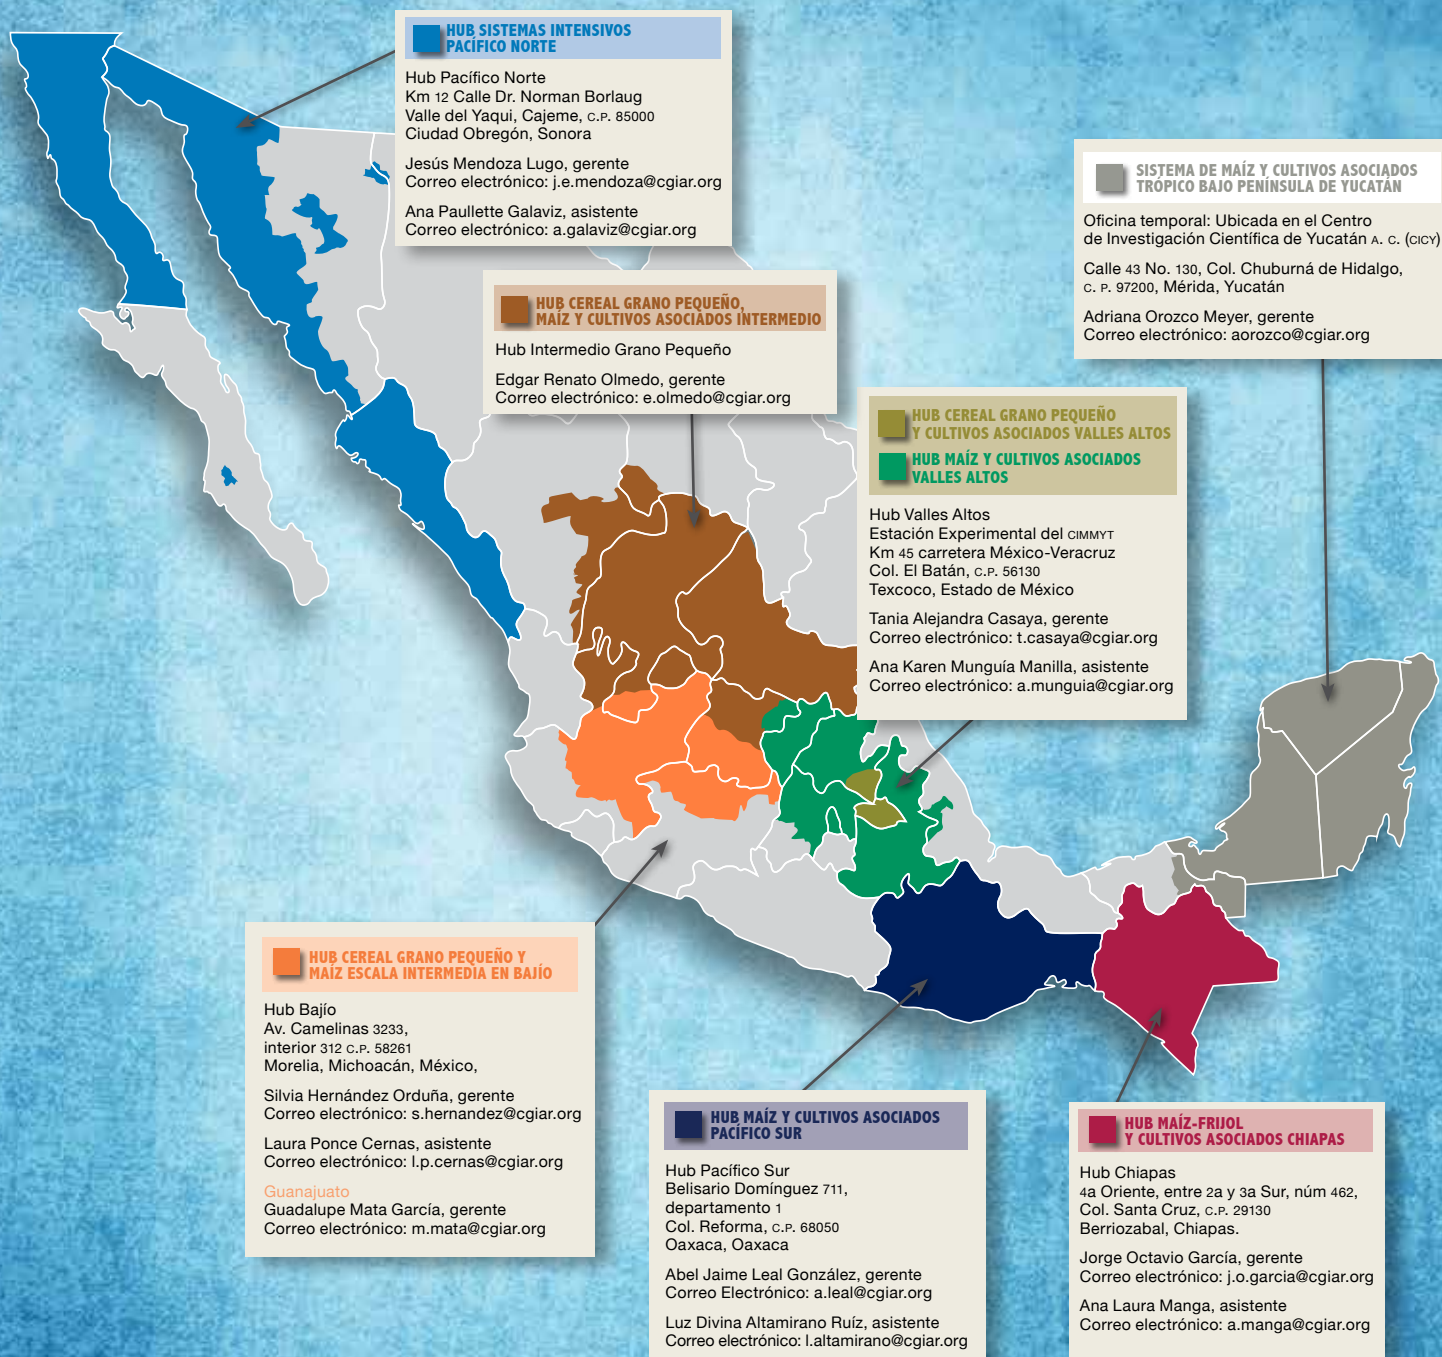 HUB SISTEMAS INTENSIVOS
PACÍFICO NORTE
Hub Pacífico Norte
Km 12 Calle Dr. Norman Borlaug
Valle del Yaqui, Cajeme, C.P. 85000
Ciudad Obregón, Sonora
Jesús Mendoza Lugo, gerente
Correo electrónico: j.e.mendoza@cgiar.org
Ana Paullette Galaviz, asistente
Correo electrónico: a.galaviz@cgiar.org
SISTEMA DE MAÍZ Y CULTIVOS ASOCIADOS
TRÓPICO BAJO PENÍNSULA DE YUCATÁN
Oficina temporal: Ubicada en el Centro
de Investigación Científica de Yucatán A. C. (CICY)
Calle 43 No. 130, Col. Chuburná de Hidalgo,
C. P. 97200, Mérida, Yucatán
Adriana Orozco Meyer, gerente
Correo electrónico: aorozco@cgiar.org
HUB CEREAL GRANO PEQUEÑO,
MAÍZ Y CULTIVOS ASOCIADOS INTERMEDIO
Hub Intermedio Grano Pequeño
Edgar Renato Olmedo, gerente
Correo electrónico: e.olmedo@cgiar.org
HUB CEREAL GRANO PEQUEÑO
Y CULTIVOS ASOCIADOS VALLES ALTOS
HUB MAÍZ Y CULTIVOS ASOCIADOS
VALLES ALTOS
Hub Valles Altos
Estación Experimental del CIMMYT
Km 45 carretera México-Veracruz
Col. El Batán, C.P. 56130
Texcoco, Estado de México
Tania Alejandra Casaya, gerente
Correo electrónico: t.casaya@cgiar.org
Ana Karen Munguía Manilla, asistente
Correo electrónico: a.munguia@cgiar.org
HUB CEREAL GRANO PEQUEÑO Y
MAÍZ ESCALA INTERMEDIA EN BAJÍO
Hub Bajío
Av. Camelinas 3233,
interior 312 C.P. 58261
Morelia, Michoacán, México,
Silvia Hernández Orduña, gerente
Correo electrónico: s.hernandez@cgiar.org
Laura Ponce Cernas, asistente
Correo electrónico: l.p.cernas@cgiar.org
Guanajuato
Guadalupe Mata García, gerente
Correo electrónico: m.mata@cgiar.org
HUB MAÍZ Y CULTIVOS ASOCIADOS
PACÍFICO SUR
Hub Pacífico Sur
Belisario Domínguez 711,
departamento 1
Col. Reforma, C.P. 68050
Oaxaca, Oaxaca
Abel Jaime Leal González, gerente
Correo Electrónico: a.leal@cgiar.org
Luz Divina Altamirano Ruíz, asistente
Correo electrónico: l.altamirano@cgiar.org
HUB MAÍZ-FRIJOL
Y CULTIVOS ASOCIADOS CHIAPAS
Hub Chiapas
4a Oriente, entre 2a y 3a Sur, núm 462,
Col. Santa Cruz, C.P. 29130
Berriozabal, Chiapas.
Jorge Octavio García, gerente
Correo electrónico: j.o.garcia@cgiar.org
Ana Laura Manga, asistente
Correo electrónico: a.manga@cgiar.org